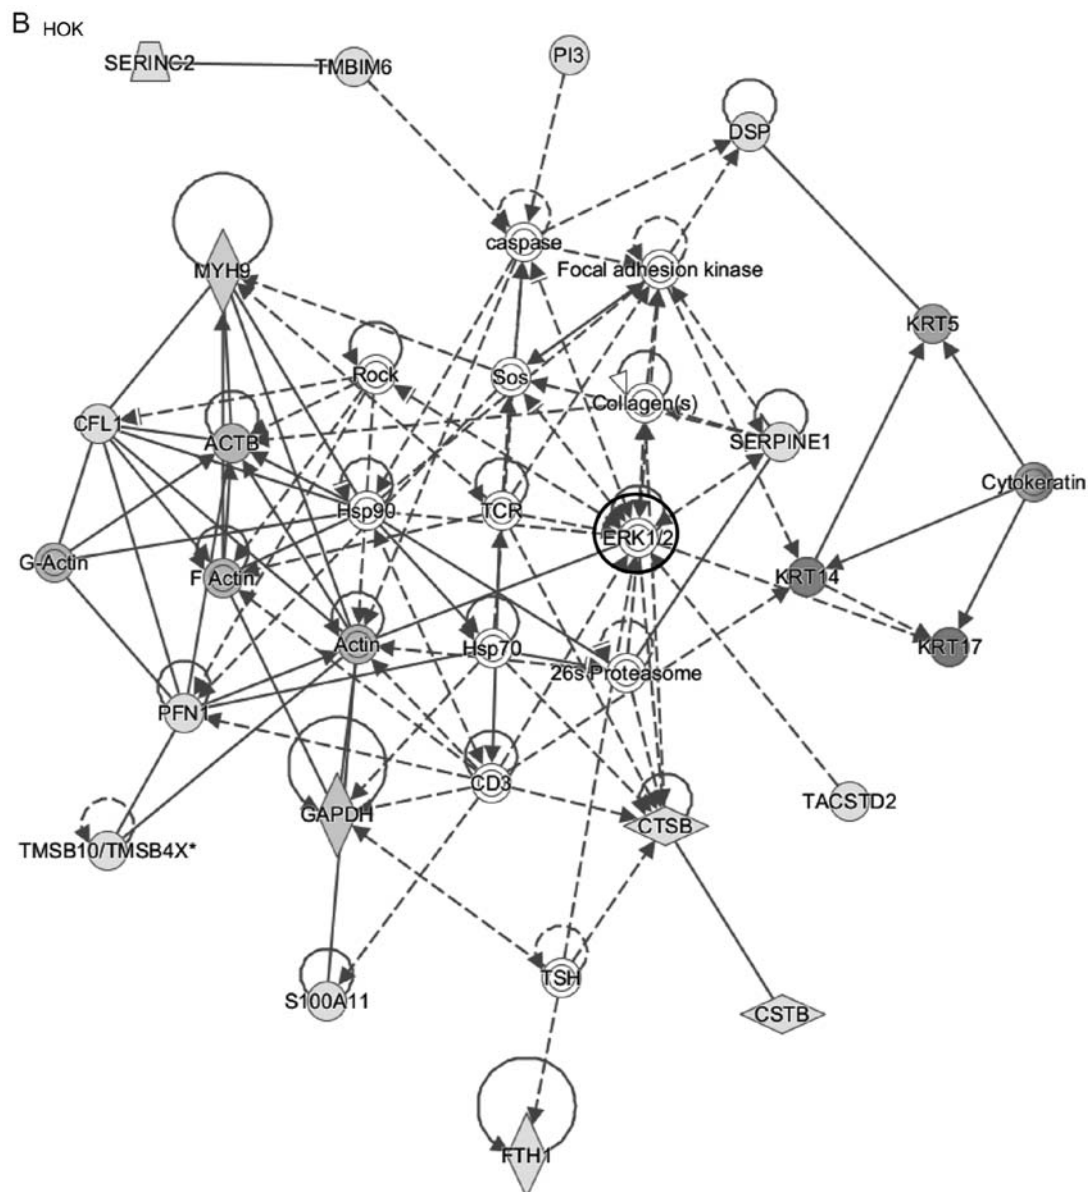 B HOK
SERINC2
TMBIM6
PI3
DSP
caspase
Focal adhesion kinase
MYH9
KRT5
Rock
Sos
Collagen(s)
CFL1
ACTB
SERPINE1
Hsp90
TCR
Cytokeratin
ERK1/2
G-Actin
F Actin
KRT14
Actin
Hsp70
KRT17
26s Proteasome
PFN1
CD3
GAPDH
TACSTD2
CTSB
TMSB10/TMSB4X*
TSH
S100A11
CSTB
FTH1